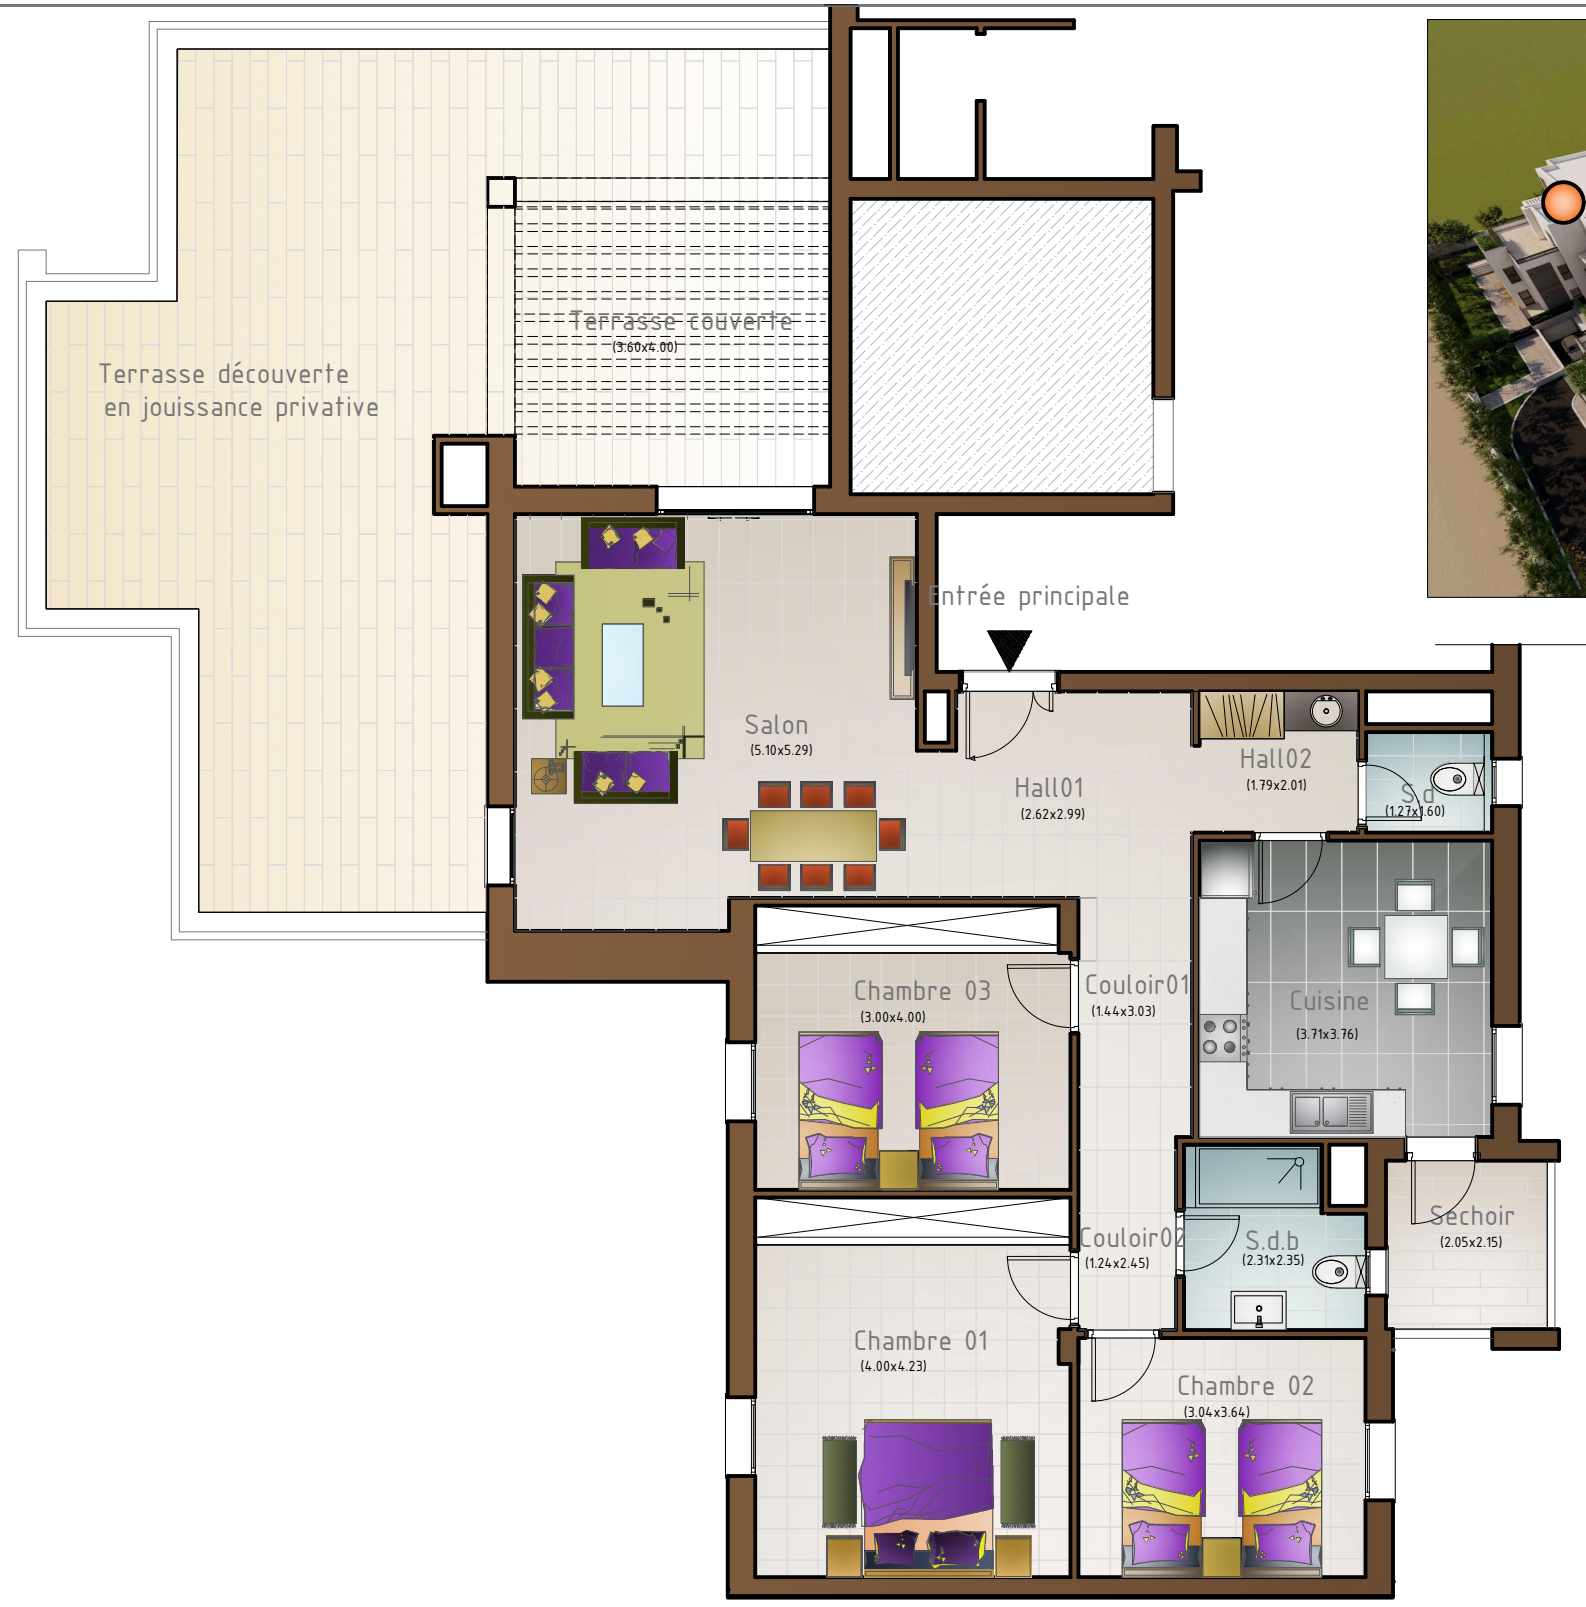 Terrasse couverte
(3.60x4.00)
Terrasse découverte
en jouissance privative
Entrée principale
Salon
(5.10x5.29)
Hall01
(2.62x2.99)
Hall02
(1.79x2.01)
S.d
(1.27x1.60)
Chambre 03
(3.00x4.00)
Couloir01
(1.44x3.03)
Cuisine
(3.71x3.76)
Couloir02
(1.24x2.45)
S.d.b
(2.31x2.35)
Sechoir
(2.05x2.15)
Chambre 01
(4.00x4.23)
Chambre 02
(3.04x3.64)